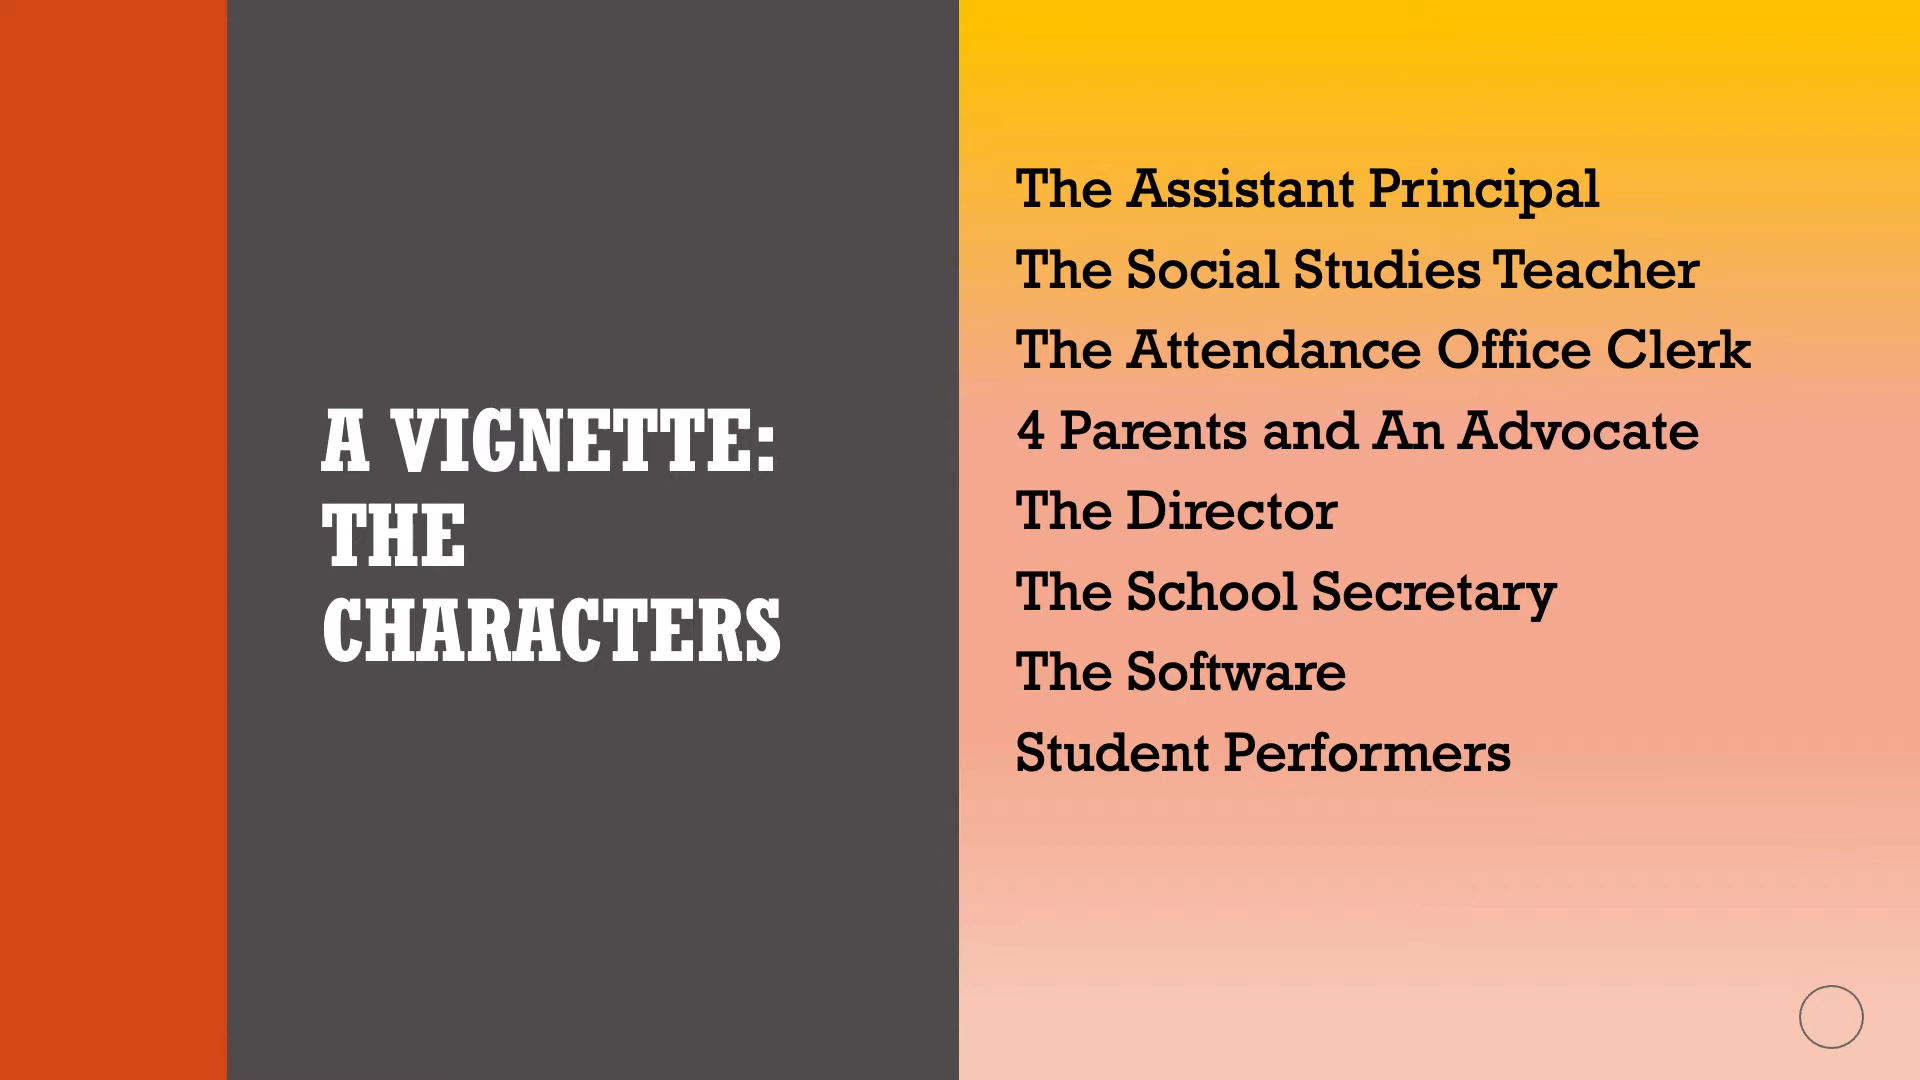 A VIGNETTE:
THE
CHARACTERS
The Assistant Principal
The Social Studies Teacher
The Attendance Office Clerk
4 Parents and An Advocate
The Director
The School Secretary
The Software
Student Performers